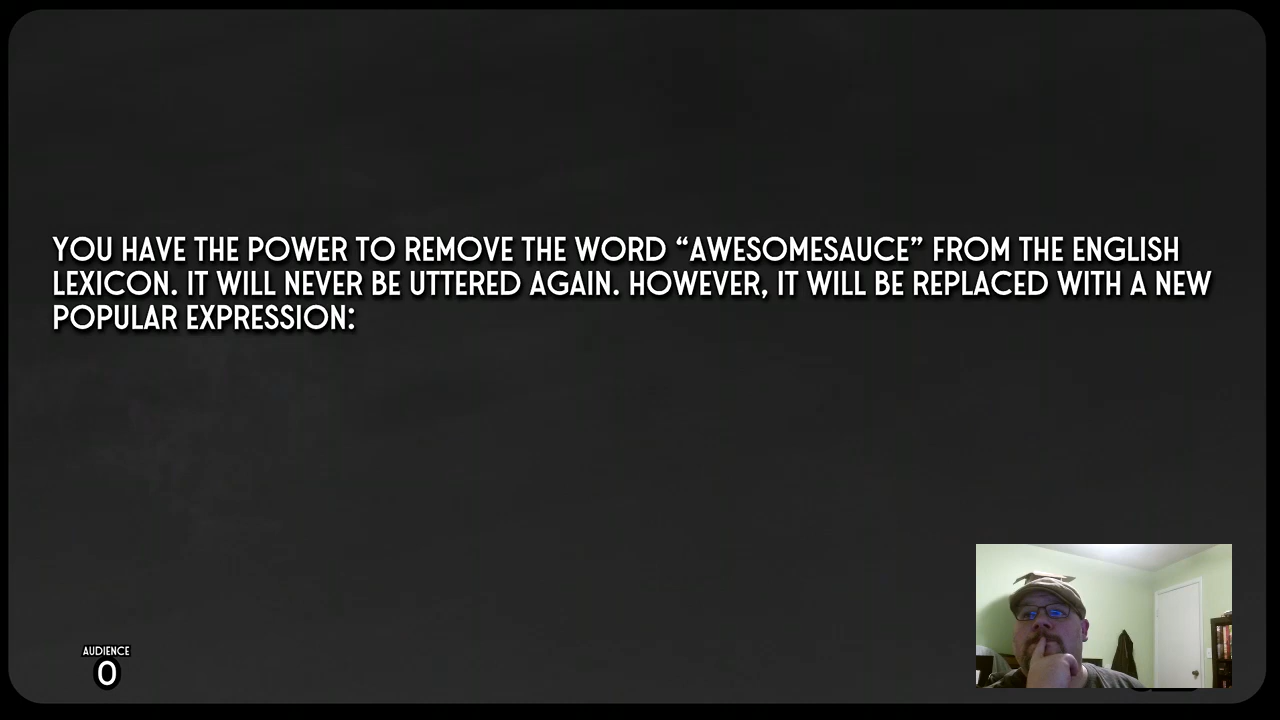 YOU HAVE THE POWER TO REMOVE THE WORD “AWESOMESAUCE” FROM THE ENGLISH
LEXICON. IT WILL NEVER BE UTTERED AGAIN. HOWEVER, IT WILL BE REPLACED WITH A NEW
POPULAR EXPRESSION:
AUDIENCE
0